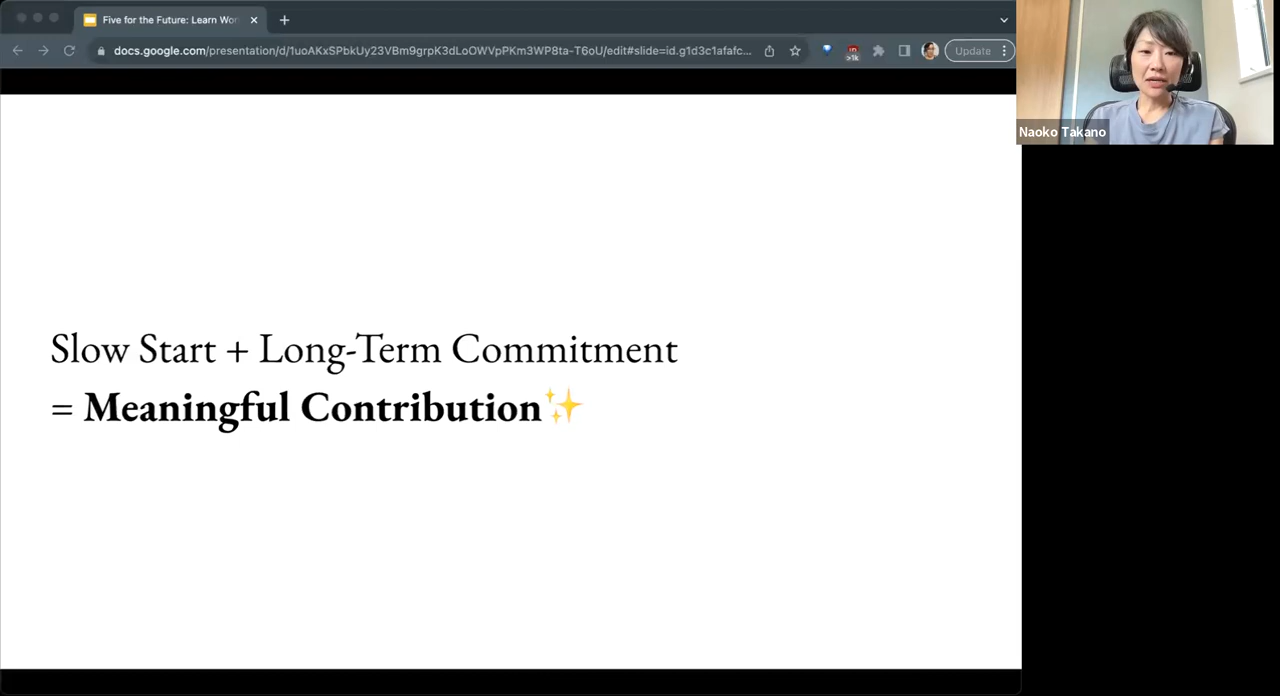 Five for the Future: Learn Wor
docs.google.com/presentation/d/1uoAKxSPbkUy23VBm9grpK3dLoOWVpPKm3WP8ta-T6oU/edit#slide=id.g1d3c1afafc...
>1k
Update
Naoko Takano
Slow Start + Long-Term Commitment
= Meaningful Contribution✨